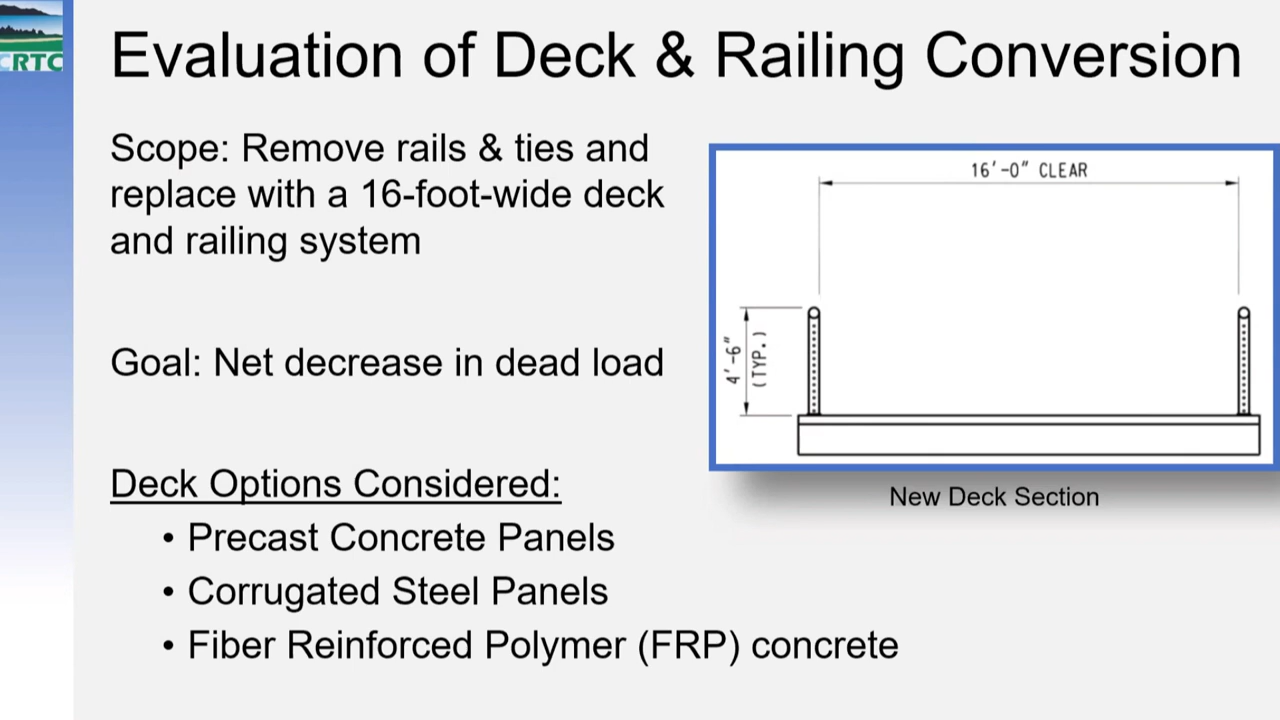 CRTC
Evaluation of Deck & Railing Conversion
Scope: Remove rails & ties and
replace with a 16-foot-wide deck
and railing system
Goal: Net decrease in dead load
Deck Options Considered:
• Precast Concrete Panels
• Corrugated Steel Panels
• Fiber Reinforced Polymer (FRP) concrete
16'-0" CLEAR
4'-6"
(TYP.)
New Deck Section